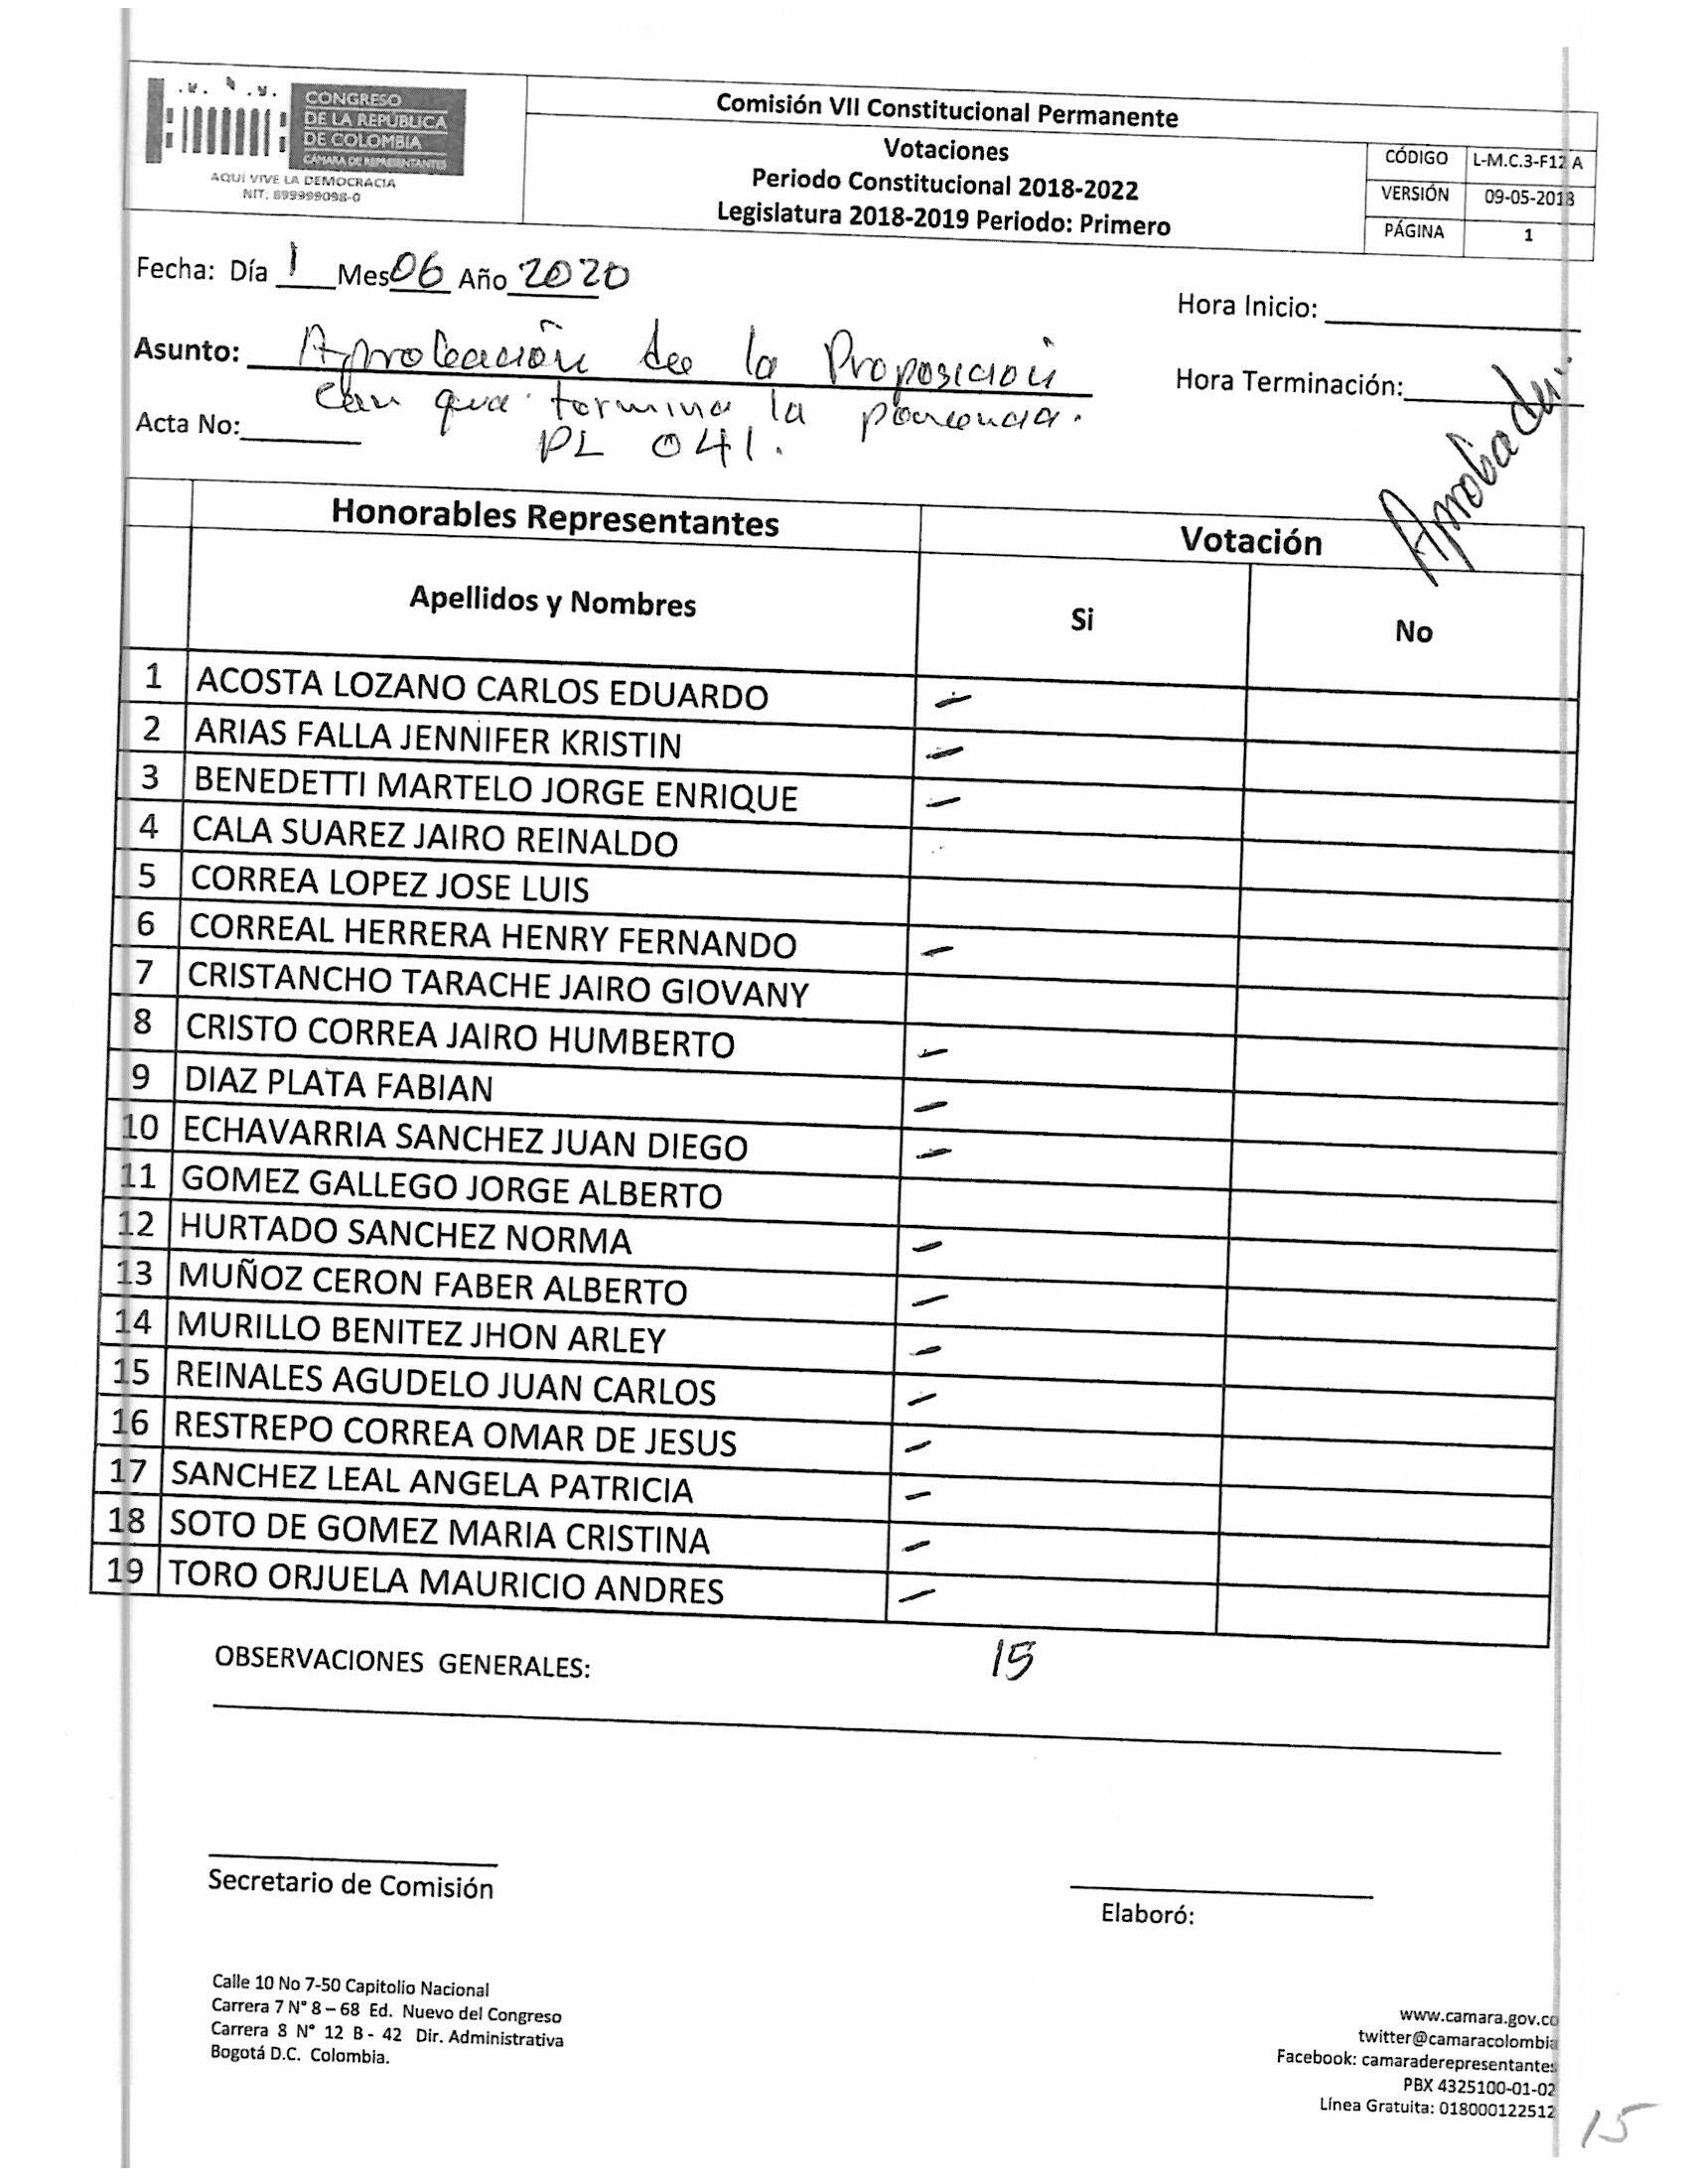 CONGRESO
DE LA REPÚBLICA
DE COLOMBIA
CÁMARA DE REPRESENTANTES
AQUÍ VIVE LA DEMOCRACIA
NIT: 899999098-0
Comisión VII Constitucional Permanente
Votaciones
Periodo Constitucional 2018-2022
Legislatura 2018-2019 Periodo: Primero
CÓDIGO L-M.C.3-F12 A
VERSIÓN 09-05-2018
PÁGINA 1
Fecha: Día 1 Mes 06 Año 2020
Hora Inicio:
Asunto: Aprobación de la Proposición
con que termina la ponencia.
PL 041.
Hora Terminación:
Acta No:
Honorables Representantes Votación
Apellidos y Nombres Si No
1 ACOSTA LOZANO CARLOS EDUARDO –
2 ARIAS FALLA JENNIFER KRISTIN –
3 BENEDETTI MARTELO JORGE ENRIQUE –
4 CALA SUAREZ JAIRO REINALDO
5 CORREA LOPEZ JOSE LUIS
6 CORREAL HERRERA HENRY FERNANDO –
7 CRISTANCHO TARACHE JAIRO GIOVANY
8 CRISTO CORREA JAIRO HUMBERTO –
9 DIAZ PLATA FABIAN –
10 ECHAVARRIA SANCHEZ JUAN DIEGO –
11 GOMEZ GALLEGO JORGE ALBERTO
12 HURTADO SANCHEZ NORMA –
13 MUÑOZ CERON FABER ALBERTO –
14 MURILLO BENITEZ JHON ARLEY –
15 REINALES AGUDELO JUAN CARLOS –
16 RESTREPO CORREA OMAR DE JESUS –
17 SANCHEZ LEAL ANGELA PATRICIA –
18 SOTO DE GOMEZ MARIA CRISTINA –
19 TORO ORJUELA MAURICIO ANDRES –
OBSERVACIONES GENERALES: 15
Secretario de Comisión
Elaboró:
Calle 10 No 7-50 Capitolio Nacional
Carrera 7 N° 8 – 68 Ed. Nuevo del Congreso
Carrera 8 N° 12 B - 42 Dir. Administrativa
Bogotá D.C. Colombia.
www.camara.gov.co
twitter@camaracolombia
Facebook: camaraderepresentantes
PBX 4325100-01-02
Línea Gratuita: 018000122512
15